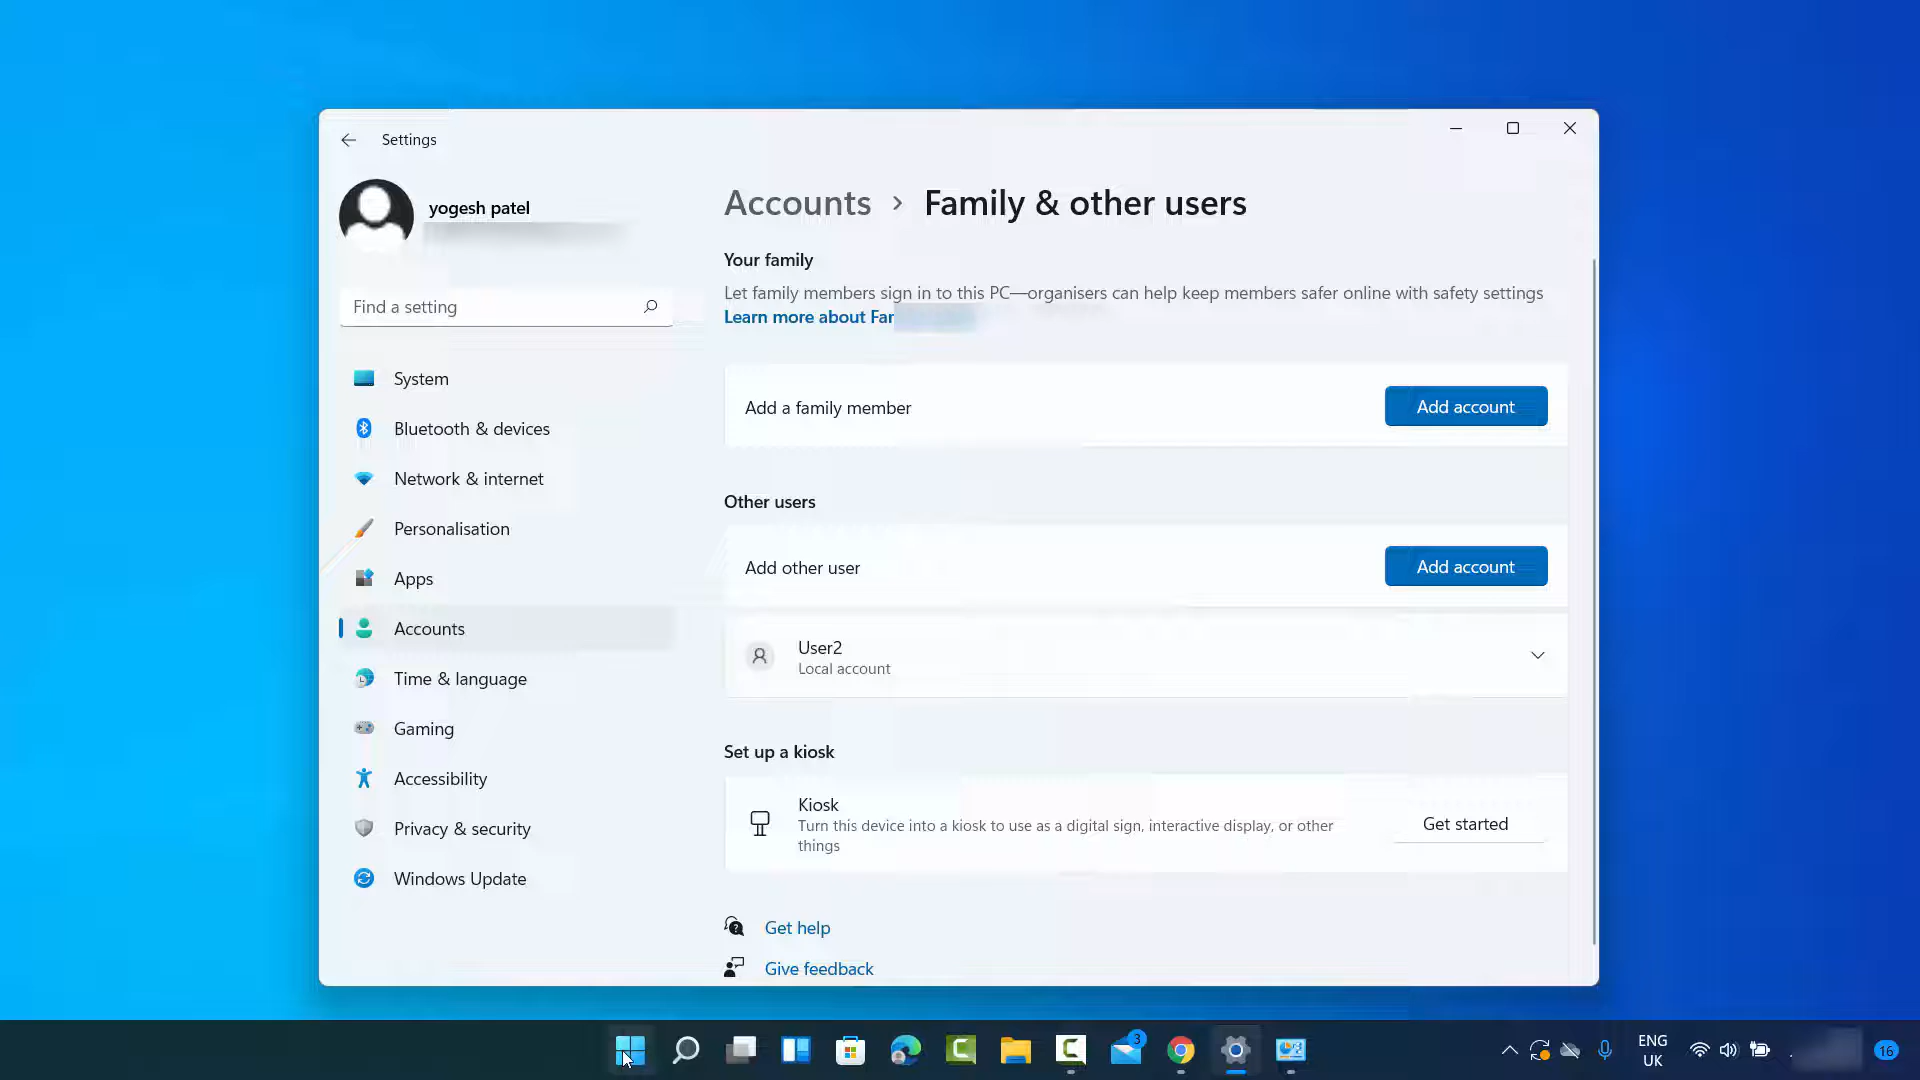 Settings
yogesh patel
Find a setting
System
Bluetooth & devices
Network & internet
Personalisation
Apps
Accounts
Time & language
Gaming
Accessibility
Privacy & security
Windows Update
Accounts > Family & other users
Your family
Let family members sign in to this PC—organisers can help keep members safer online with safety settings
Learn more about
Add a family member
Add account
Other users
Add other user
Add account
User2
Local account
Set up a kiosk
Kiosk
Turn this device into a kiosk to use as a digital sign, interactive display, or other
things
Get started
Get help
Give feedback
3
ENG
UK
16